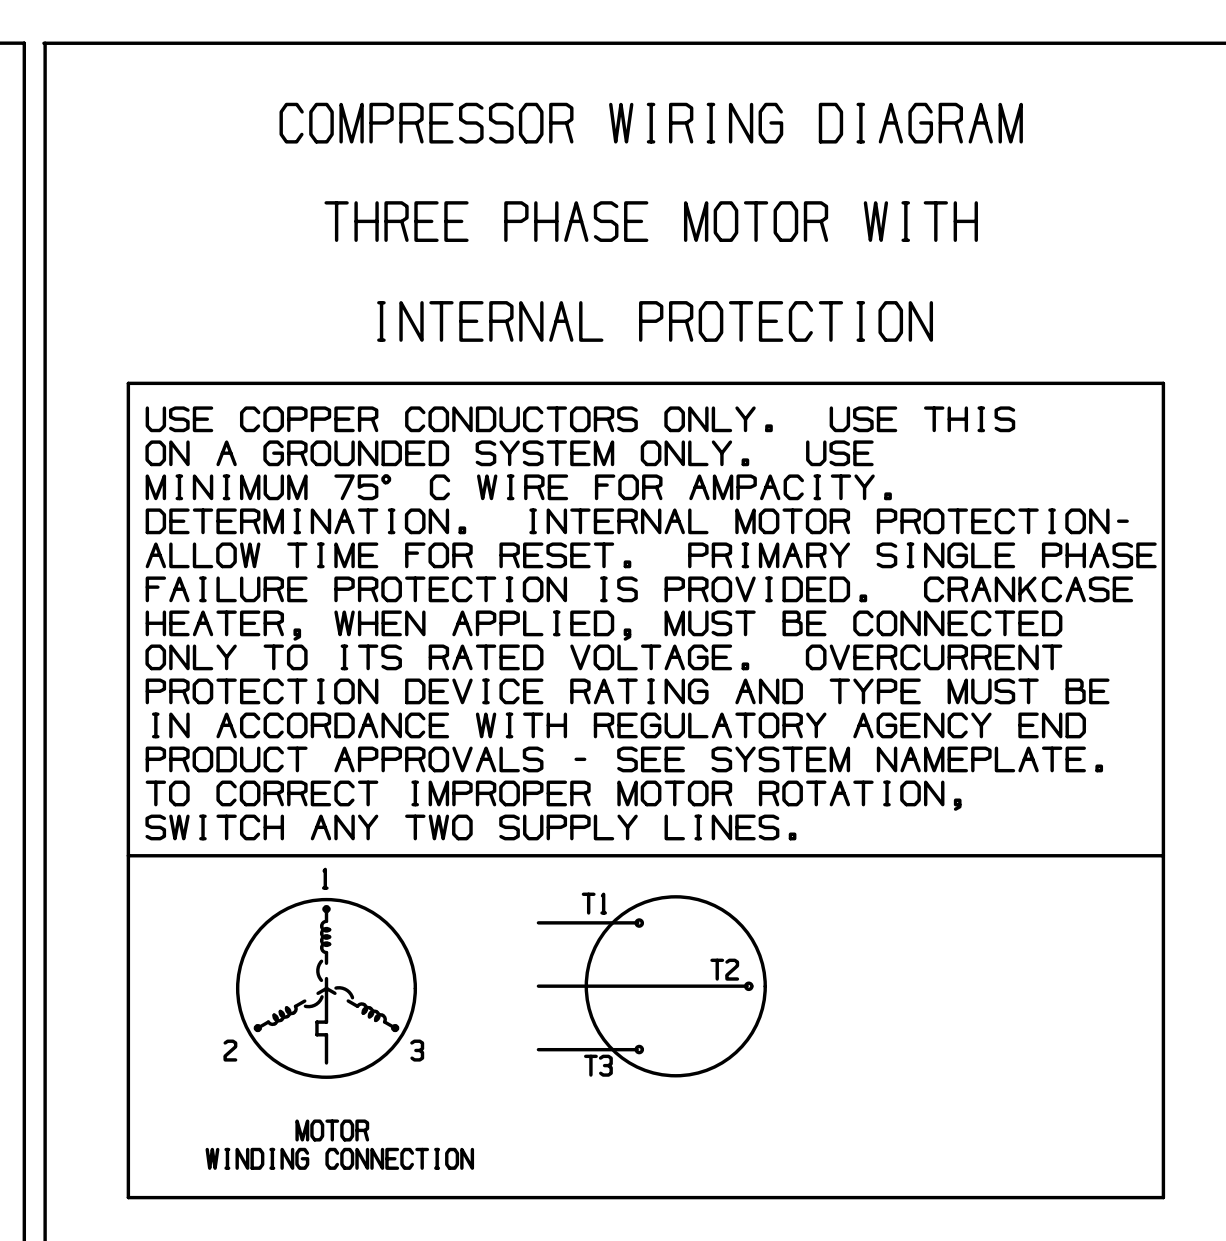 COMPRESSOR WIRING DIAGRAM
THREE PHASE MOTOR WITH
INTERNAL PROTECTION
USE COPPER CONDUCTORS ONLY. USE THIS
ON A GROUNDED SYSTEM ONLY. USE
MINIMUM 75° C WIRE FOR AMPACITY.
DETERMINATION. INTERNAL MOTOR PROTECTION-
ALLOW TIME FOR RESET. PRIMARY SINGLE PHASE
FAILURE PROTECTION IS PROVIDED. CRANKCASE
HEATER, WHEN APPLIED, MUST BE CONNECTED
ONLY TO ITS RATED VOLTAGE. OVERCURRENT
PROTECTION DEVICE RATING AND TYPE MUST BE
IN ACCORDANCE WITH REGULATORY AGENCY END
PRODUCT APPROVALS - SEE SYSTEM NAMEPLATE.
TO CORRECT IMPROPER MOTOR ROTATION,
SWITCH ANY TWO SUPPLY LINES.
1
2
3
MOTOR
WINDING CONNECTION
T1
T2
T3